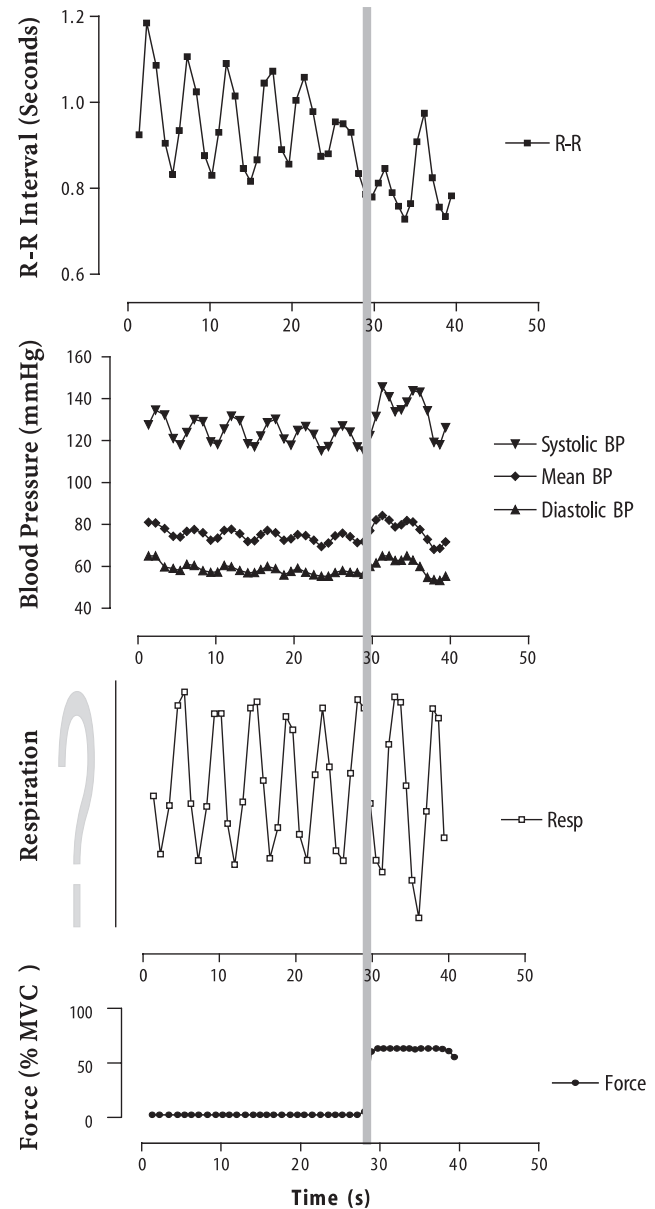 R-R Interval (Seconds)
1.2
1.0
0.8
0.6
R-R
0 10 20 30 40 50
Blood Pressure (mmHg)
160
140
120
100
80
60
40
Systolic BP
Mean BP
Diastolic BP
0 10 20 30 40 50
Respiration
–?
Resp
0 10 20 30 40 50
Force (% MVC )
100
50
0
Force
0 10 20 30 40 50
Time (s)